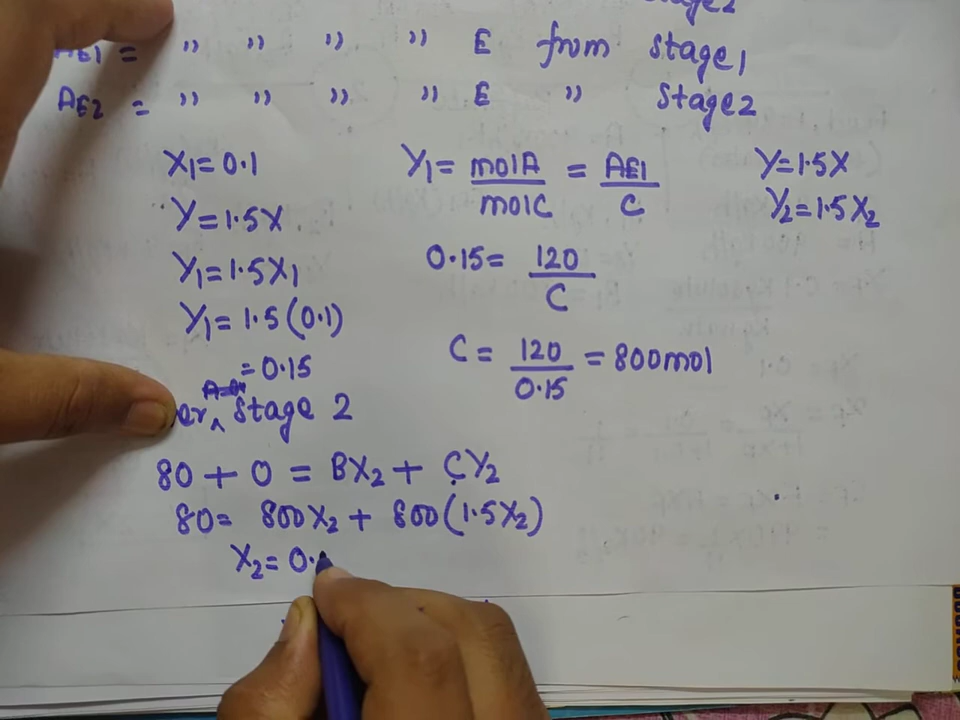 Stage2
AE1 = " " " " E from Stage1
AE2 = " " " " E " Stage2
X1=0.1
Y=1.5X
Y1=1.5X1
Y1=1.5(0.1)
=0.15
Y1= molA/molC = AE1/C
0.15= 120/C
C = 120/0.15 = 800mol
Y=1.5X
Y2=1.5X2
er ^ Stage 2
80 + 0 = BX2 + CY2
80= 800X2 + 800(1.5X2)
X2=0.